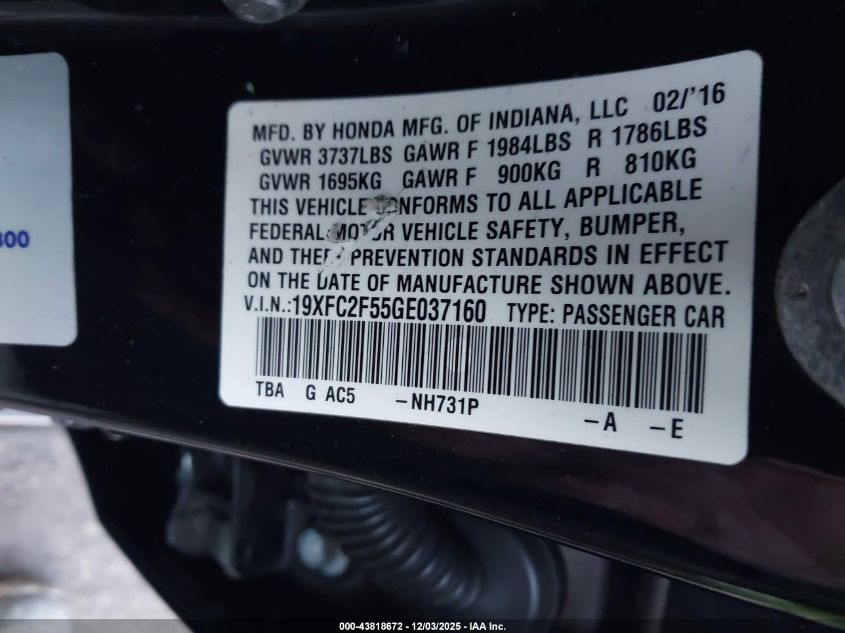 MFD. BY HONDA MFG. OF INDIANA, LLC 02/'16
GVWR 3737LBS GAWR F 1984LBS R 1786LBS
GVWR 1695KG GAWR F 900KG R 810KG
THIS VEHICLE CONFORMS TO ALL APPLICABLE
FEDERAL MOTOR VEHICLE SAFETY, BUMPER,
AND THEFT PREVENTION STANDARDS IN EFFECT
ON THE DATE OF MANUFACTURE SHOWN ABOVE.
V.I.N.:19XFC2F55GE037160 TYPE: PASSENGER CAR
TBA G AC5 -NH731P -A -E
000-43818672 - 12/03/2025 - IAA Inc.